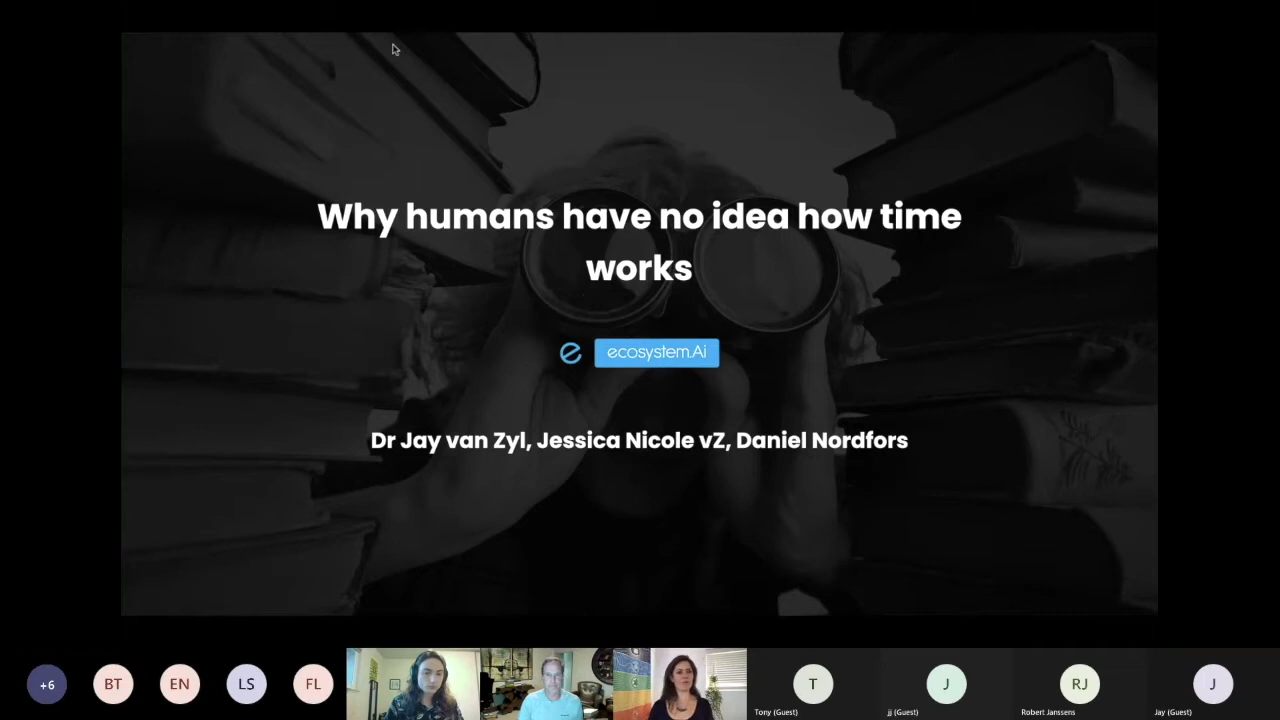 Why humans have no idea how time
works
e ecosystem.Ai
Dr Jay van Zyl, Jessica Nicole vZ, Daniel Nordfors
+6
BT
EN
LS
FL
T
J
RJ
J
Tony (Guest)
jj (Guest)
Robert Janssens
Jay (Guest)